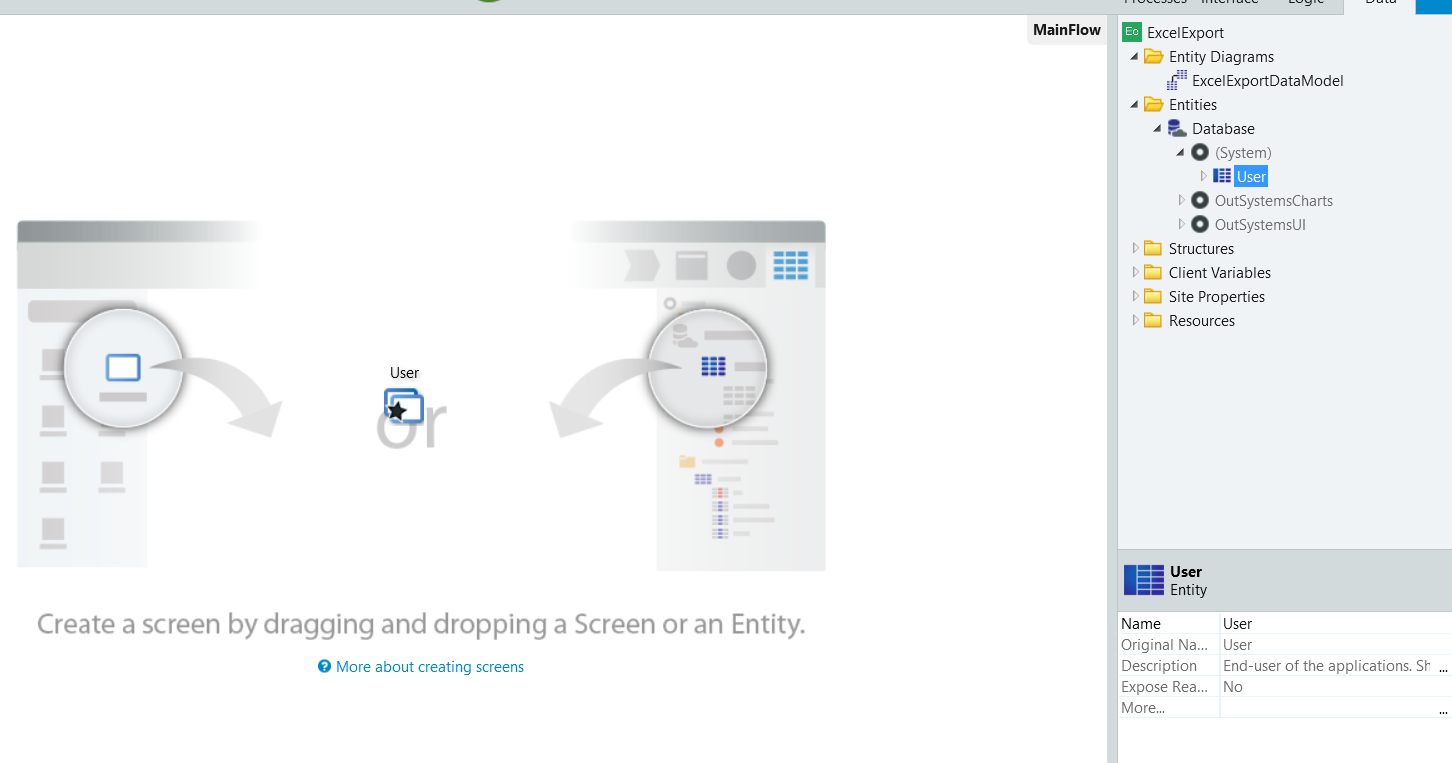 Processes Interface Logic Data
MainFlow
ExcelExport
Entity Diagrams
ExcelExportDataModel
Entities
Database
(System)
User
OutSystemsCharts
OutSystemsUI
Structures
Client Variables
Site Properties
Resources
User
or
Create a screen by dragging and dropping a Screen or an Entity.
? More about creating screens
User
Entity
Name User
Original Na... User
Description End-user of the applications. Sh ...
Expose Rea... No
More... ...